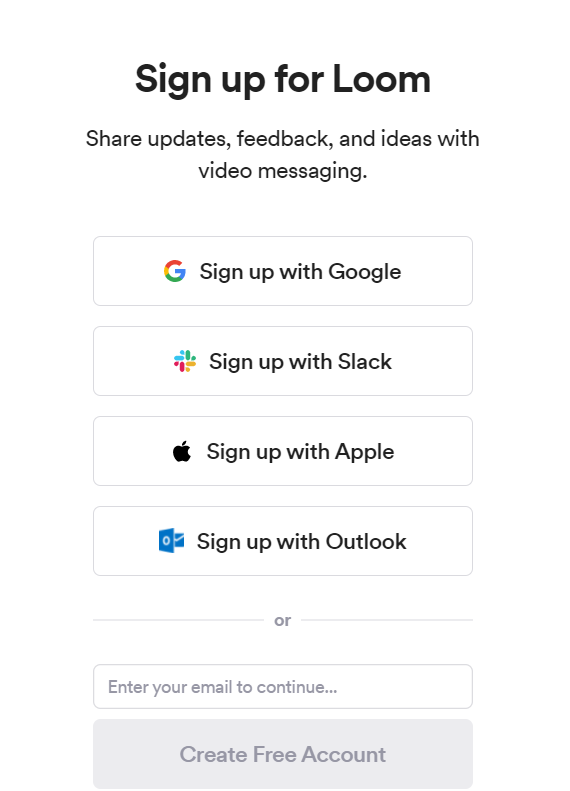 Sign up for Loom
Share updates, feedback, and ideas with
video messaging.
Sign up with Google
Sign up with Slack
Sign up with Apple
Sign up with Outlook
or
Enter your email to continue...
Create Free Account